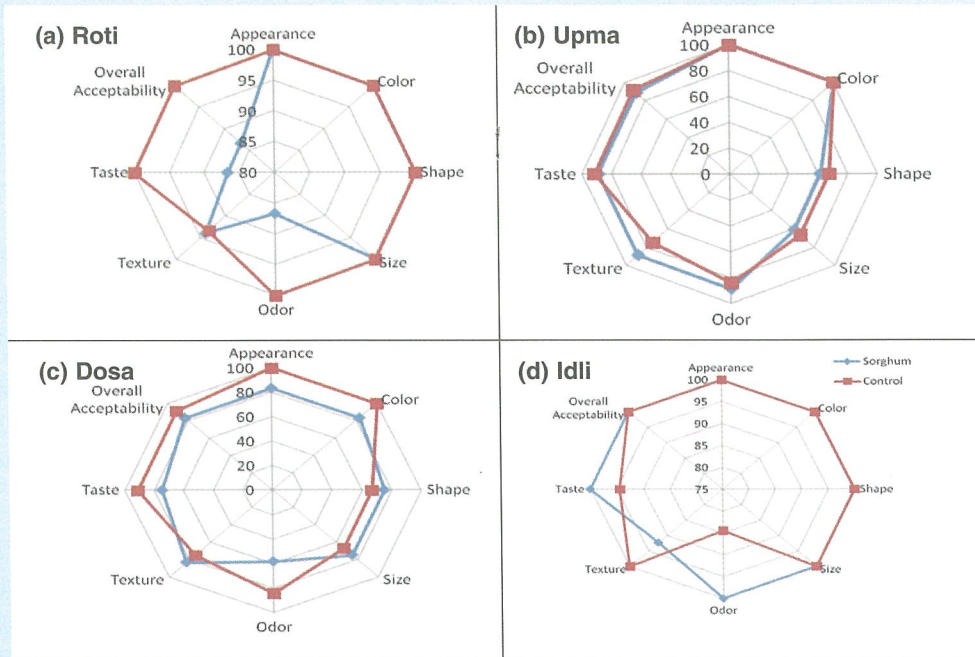 (a) Roti
Appearance
100
95
90
85
80
Color
Shape
Size
Odor
Texture
Taste
Overall
Acceptability
(b) Upma
Appearance
100
80
60
40
20
0
Color
Shape
Size
Odor
Texture
Taste
Overall
Acceptability
(c) Dosa
Appearance
100
80
60
40
20
0
Color
Shape
Size
Odor
Texture
Taste
Overall
Acceptability
(d) Idli
Appearance
100
95
90
85
80
75
Color
Shape
Size
Odor
Texture
Taste
Overall
Acceptability
Sorghum
Control